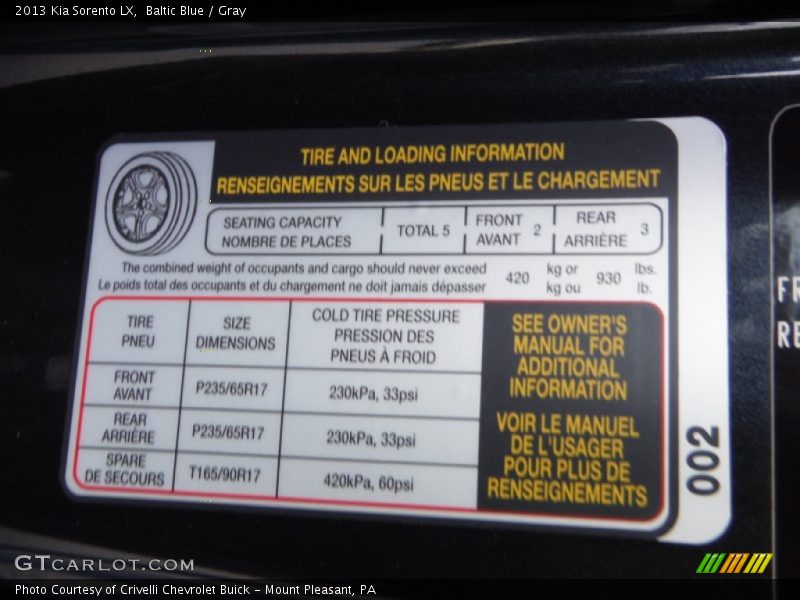 2013 Kia Sorento LX, Baltic Blue / Gray
TIRE AND LOADING INFORMATION
RENSEIGNEMENTS SUR LES PNEUS ET LE CHARGEMENT
SEATING CAPACITY
NOMBRE DE PLACES
TOTAL 5
FRONT
AVANT
2
REAR
ARRIÈRE
3
The combined weight of occupants and cargo should never exceed
Le poids total des occupants et du chargement ne doit jamais dépasser
420
kg or
kg ou
930
lbs.
lb.
TIRE
PNEU
SIZE
DIMENSIONS
COLD TIRE PRESSURE
PRESSION DES
PNEUS À FROID
FRONT
AVANT
P235/65R17
230kPa, 33psi
REAR
ARRIÈRE
P235/65R17
230kPa, 33psi
SPARE
DE SECOURS
T165/90R17
420kPa, 60psi
SEE OWNER'S
MANUAL FOR
ADDITIONAL
INFORMATION
VOIR LE MANUEL
DE L'USAGER
POUR PLUS DE
RENSEIGNEMENTS
002
GTCARLOT.COM
Photo Courtesy of Crivelli Chevrolet Buick – Mount Pleasant, PA